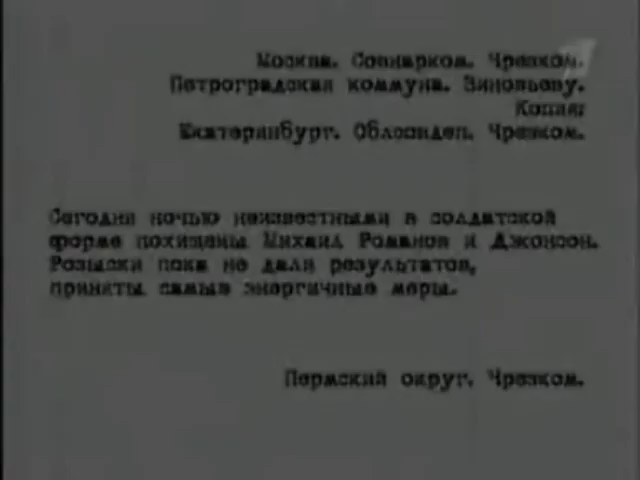 Москва. Совнарком. Чрезком.
Петроградская коммуна. Зиновьеву.
Копия:
Екатеринбург. Облсовдеп. Чрезком.
Сегодня ночью неизвестными в солдатской
форме похищены Михаил Романов и Джонсон.
Розыски пока не дали результатов,
приняты самые энергичные меры.
Пермский округ. Чрезком.